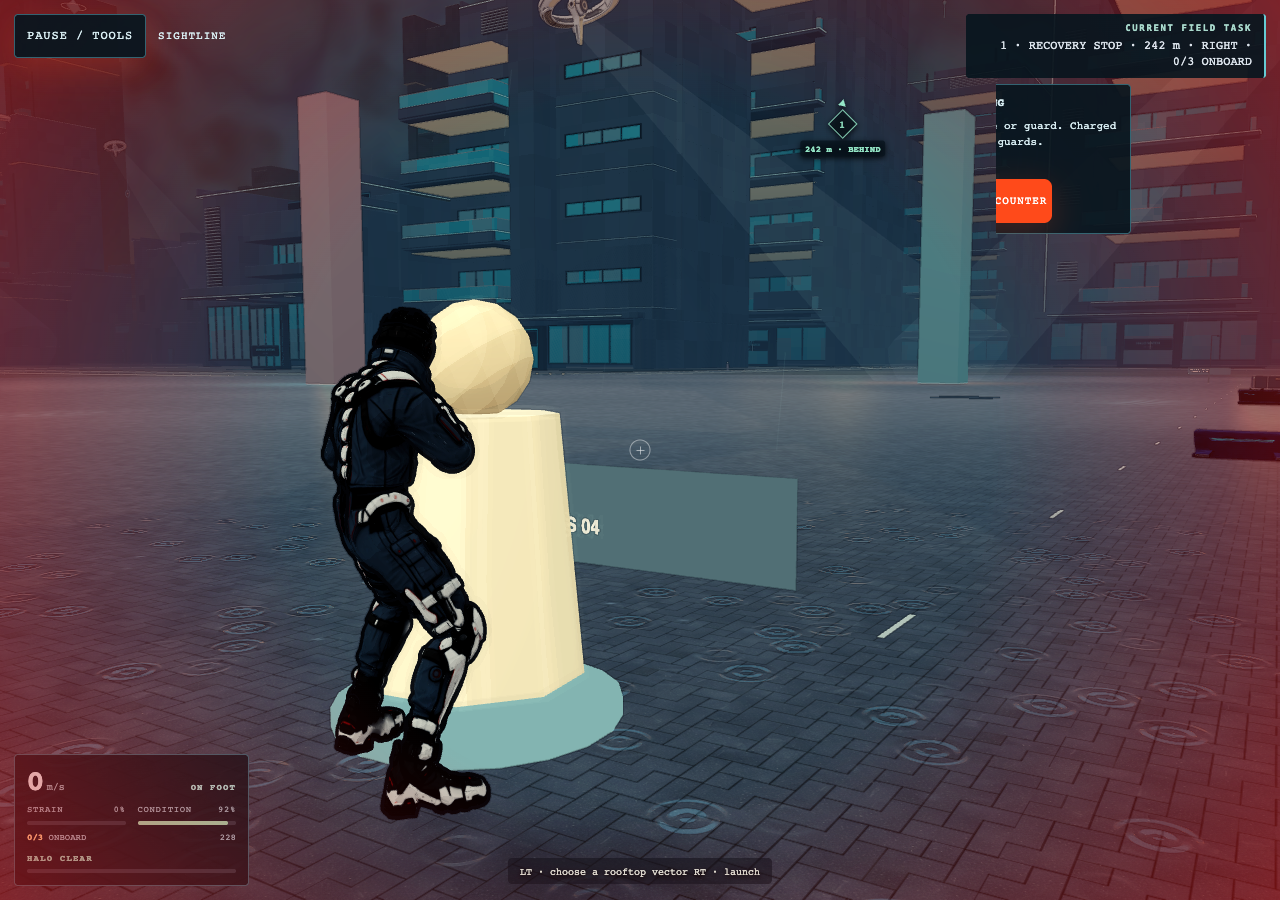 PAUSE / TOOLS
SIGHTLINE
CURRENT FIELD TASK
1 · RECOVERY STOP · 242 m · RIGHT ·
0/3 ONBOARD
or guard. Charged
guards.
COUNTER
1
242 m · BEHIND
S 04
0 m/s
ON FOOT
STRAIN 0% CONDITION 92%
0/3 ONBOARD 228
HALO CLEAR
LT · choose a rooftop vector RT · launch